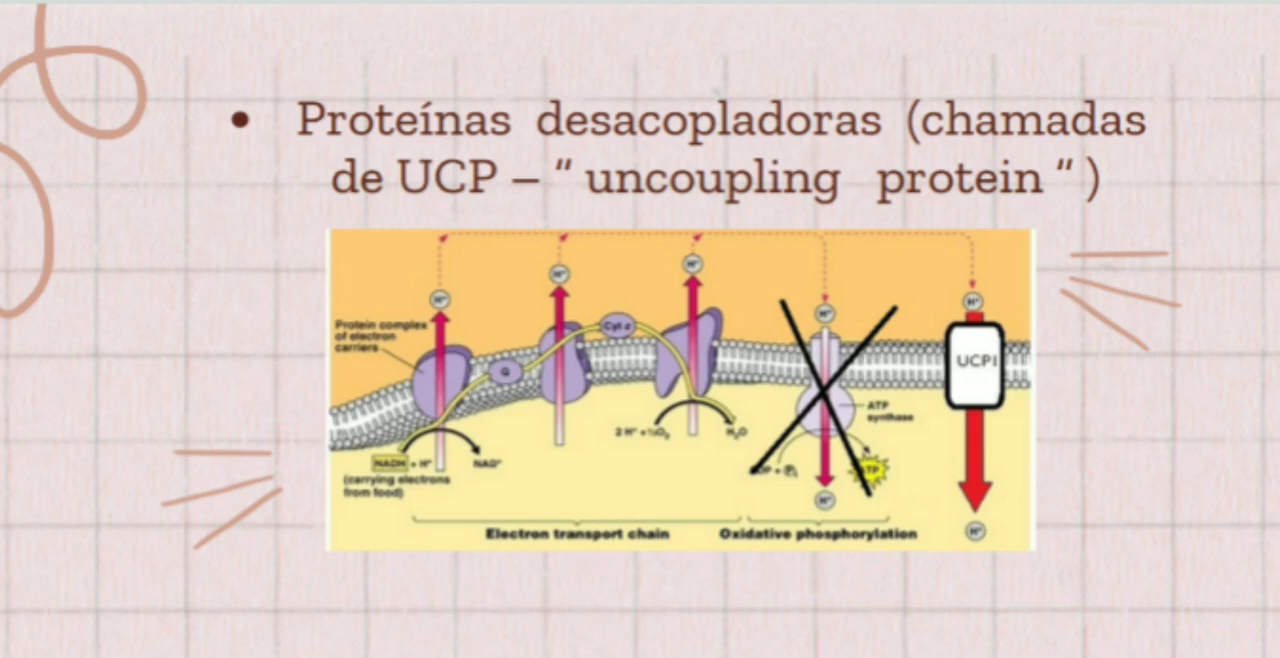 • Proteínas desacopladoras (chamadas
de UCP – “ uncoupling protein “ )
H⁺
H⁺
H⁺
H⁺
H⁺
Protein complex
of electron
carriers
Cyt c
Q
UCP1
ATP
synthase
2 H⁺ + ½O₂
H₂O
NADH + H⁺
NAD⁺
(carrying electrons
from food)
H⁺
H⁺
Electron transport chain
Oxidative phosphorylation